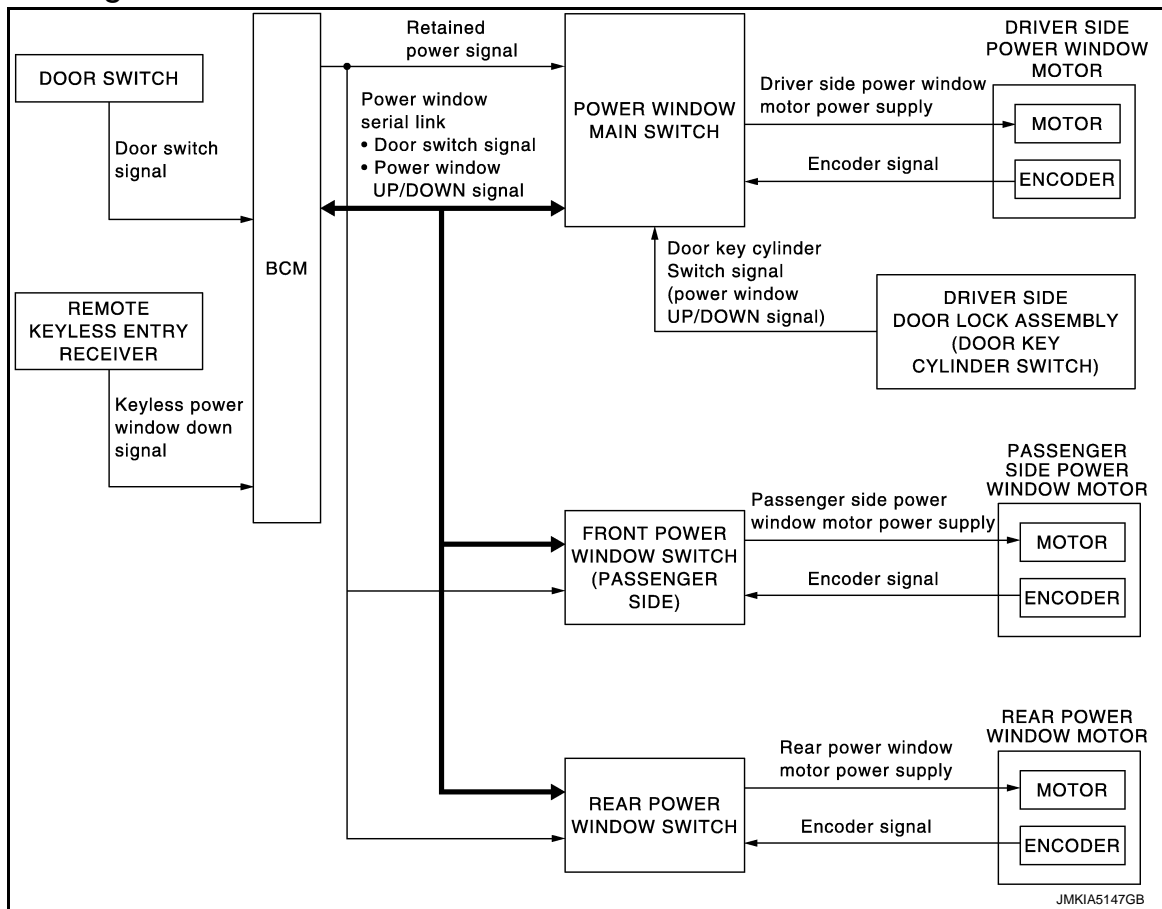 DOOR SWITCH
Door switch
signal
REMOTE
KEYLESS ENTRY
RECEIVER
Keyless power
window down
signal
BCM
Retained
power signal
Power window
serial link
• Door switch signal
• Power window
UP/DOWN signal
POWER WINDOW
MAIN SWITCH
Driver side power window
motor power supply
Encoder signal
DRIVER SIDE
POWER WINDOW
MOTOR
MOTOR
ENCODER
Door key cylinder
Switch signal
(power window
UP/DOWN signal)
DRIVER SIDE
DOOR LOCK ASSEMBLY
(DOOR KEY
CYLINDER SWITCH)
FRONT POWER
WINDOW SWITCH
(PASSENGER
SIDE)
Passenger side power
window motor power supply
Encoder signal
PASSENGER
SIDE POWER
WINDOW MOTOR
MOTOR
ENCODER
REAR POWER
WINDOW SWITCH
Rear power window
motor power supply
Encoder signal
REAR POWER
WINDOW MOTOR
MOTOR
ENCODER
JMKIA5147GB